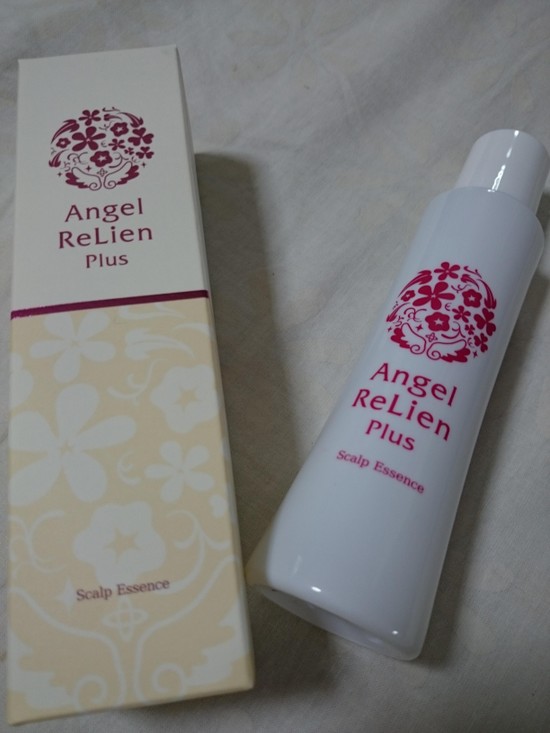 Angel
ReLien
Plus
Scalp Essence
Angel
ReLien
Plus
Scalp Essence